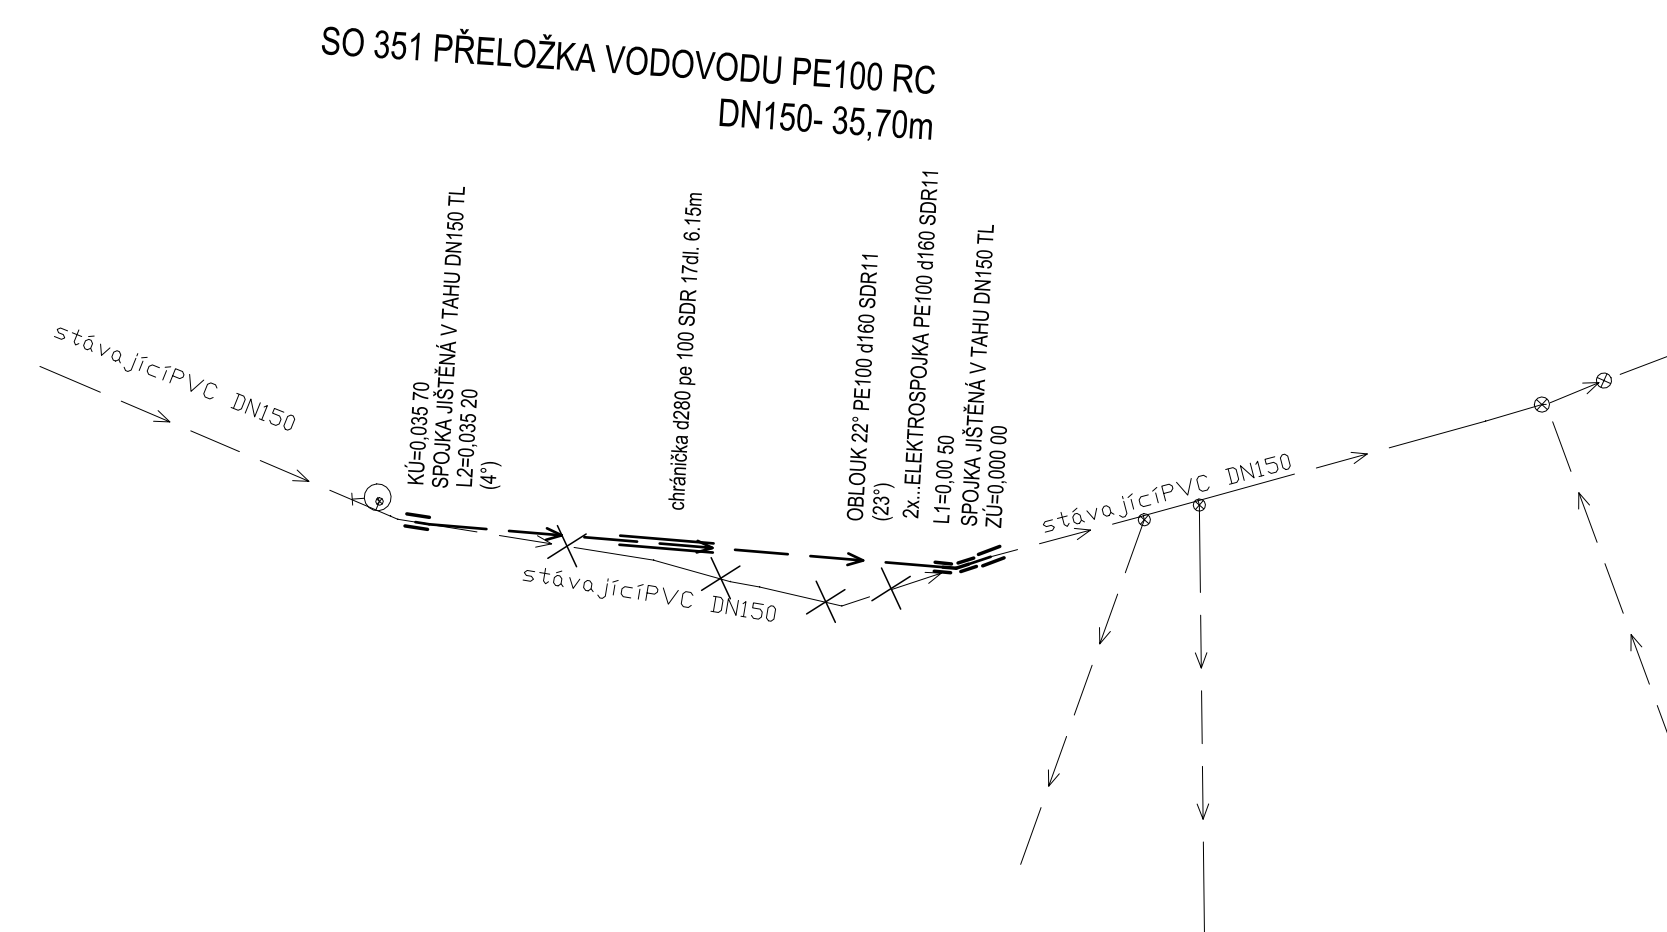 SO 351 PŘELOŽKA VODOVODU PE100 RC
DN150- 35,70m
stávajícíPVC DN150
KÚ=0,035 70
SPOJKA JIŠTĚNÁ V TAHU DN150 TL
L2=0,035 20
(4°)
chránička d280 pe 100 SDR 17dl. 6.15m
OBLOUK 22° PE100 d160 SDR11
(23°)
2x...ELEKTROSPOJKA PE100 d160 SDR11
L1=0,00 50
SPOJKA JIŠTĚNÁ V TAHU DN150 TL
ZÚ=0,000 00
stávajícíPVC DN150
stávajícíPVC DN150